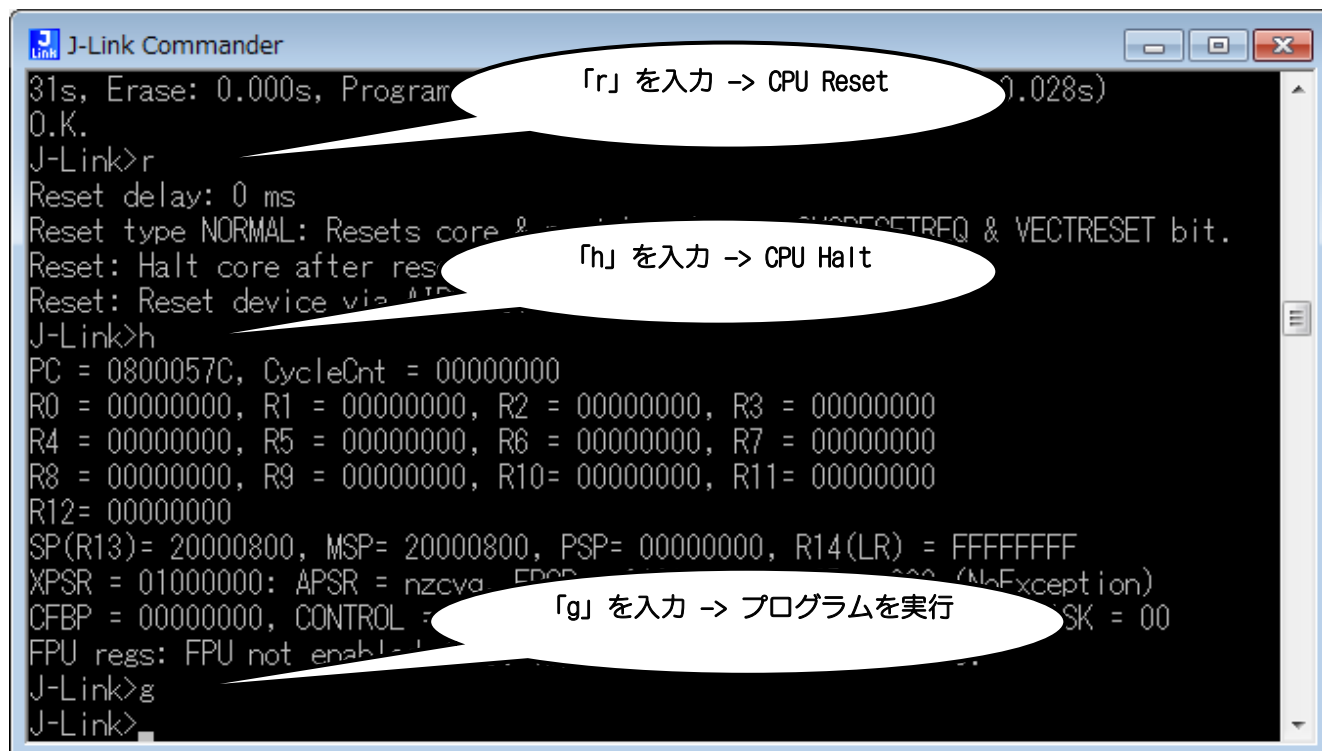 J-Link Commander
31s, Erase: 0.000s, Program 0.028s)
「r」を入力 -> CPU Reset
O.K.
J-Link>r
Reset delay: 0 ms
Reset type NORMAL: Resets core & SYSRESETREQ & VECTRESET bit.
「h」を入力 -> CPU Halt
Reset: Halt core after
Reset: Reset device via
J-Link>h
PC = 0800057C, CycleCnt = 00000000
R0 = 00000000, R1 = 00000000, R2 = 00000000, R3 = 00000000
R4 = 00000000, R5 = 00000000, R6 = 00000000, R7 = 00000000
R8 = 00000000, R9 = 00000000, R10= 00000000, R11= 00000000
R12= 00000000
SP(R13)= 20000800, MSP= 20000800, PSP= 00000000, R14(LR) = FFFFFFFF
XPSR = 01000000: APSR = nzcvq, (NoException)
「g」を入力 -> プログラムを実行
CFBP = 00000000, CONTROL = SK = 00
FPU regs: FPU not
J-Link>g
J-Link>